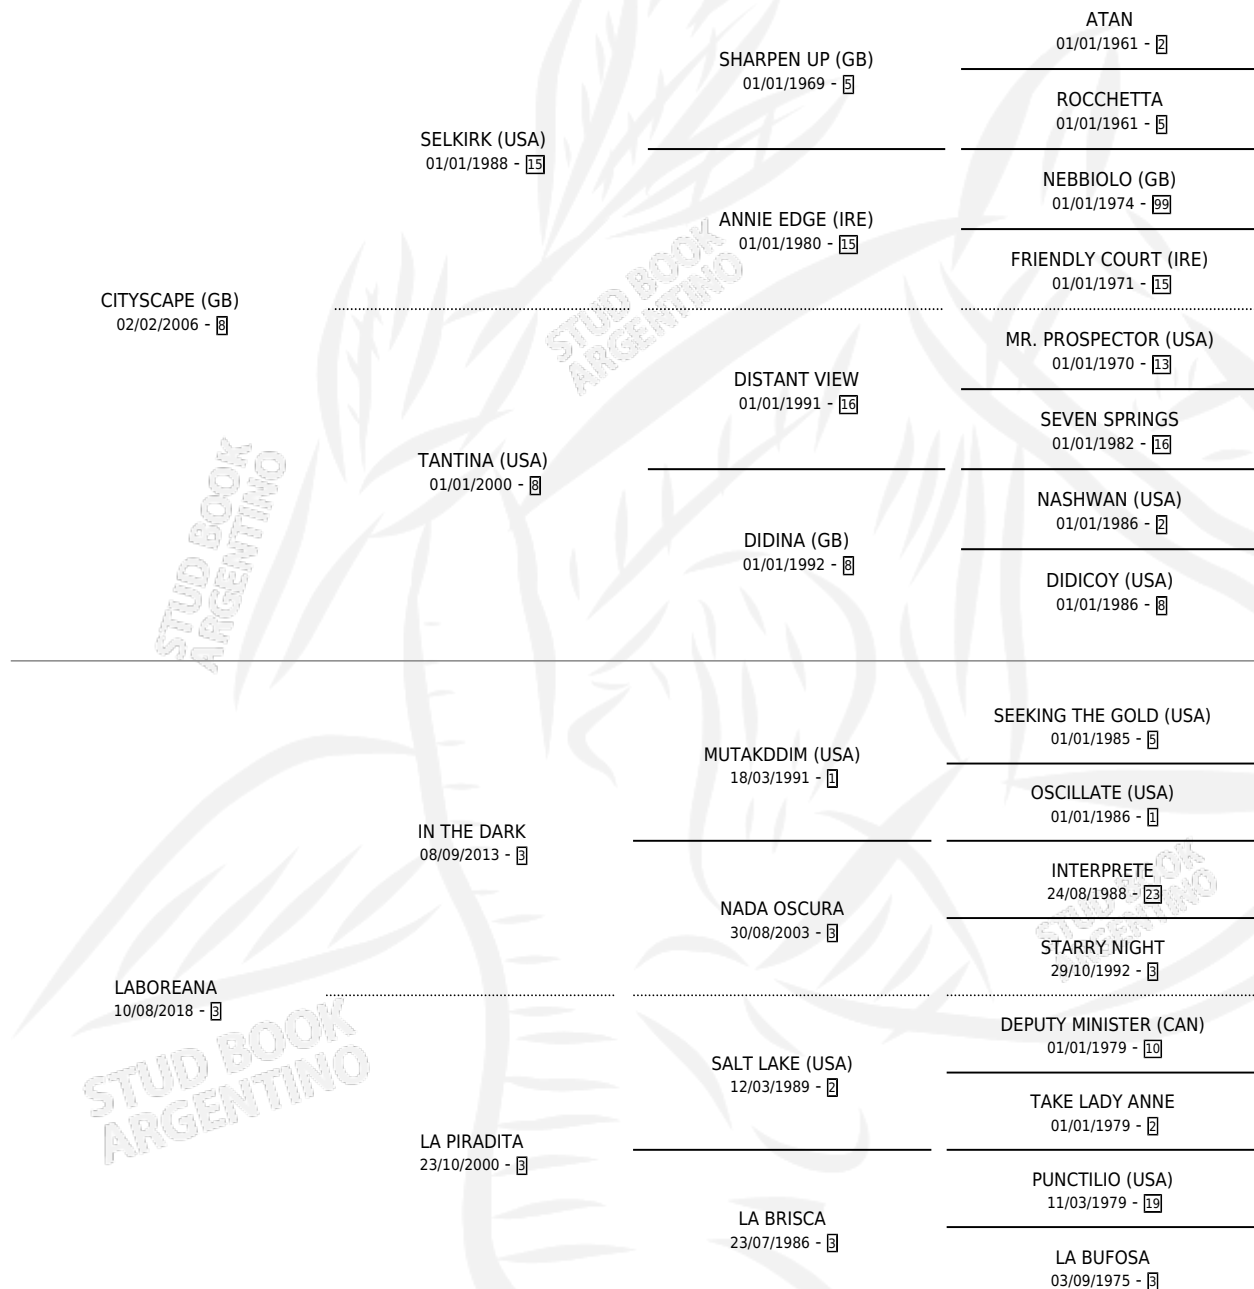 ATAN
01/01/1961 - 2
SHARPEN UP (GB)
01/01/1969 - 5
ROCCHETTA
01/01/1961 - 5
SELKIRK (USA)
01/01/1988 - 15
NEBBIOLO (GB)
01/01/1974 - 99
ANNIE EDGE (IRE)
01/01/1980 - 15
FRIENDLY COURT (IRE)
01/01/1971 - 15
CITYSCAPE (GB)
02/02/2006 - 8
MR. PROSPECTOR (USA)
01/01/1970 - 13
DISTANT VIEW
01/01/1991 - 16
SEVEN SPRINGS
01/01/1982 - 16
TANTINA (USA)
01/01/2000 - 8
NASHWAN (USA)
01/01/1986 - 2
DIDINA (GB)
01/01/1992 - 8
DIDICOY (USA)
01/01/1986 - 8
SEEKING THE GOLD (USA)
01/01/1985 - 5
MUTAKDDIM (USA)
18/03/1991 - 1
OSCILLATE (USA)
01/01/1986 - 1
IN THE DARK
08/09/2013 - 3
INTERPRETE
24/08/1988 - 23
NADA OSCURA
30/08/2003 - 3
STARRY NIGHT
29/10/1992 - 3
LABOREANA
10/08/2018 - 3
DEPUTY MINISTER (CAN)
01/01/1979 - 10
SALT LAKE (USA)
12/03/1989 - 2
TAKE LADY ANNE
01/01/1979 - 2
LA PIRADITA
23/10/2000 - 3
PUNCTILIO (USA)
11/03/1979 - 19
LA BRISCA
23/07/1986 - 3
LA BUFOSA
03/09/1975 - 3
STUD BOOK
ARGENTINO
STUD BOOK
ARGENTINO
STUD BOOK
ARGENTINO
STUD BOOK
ARGENTINO